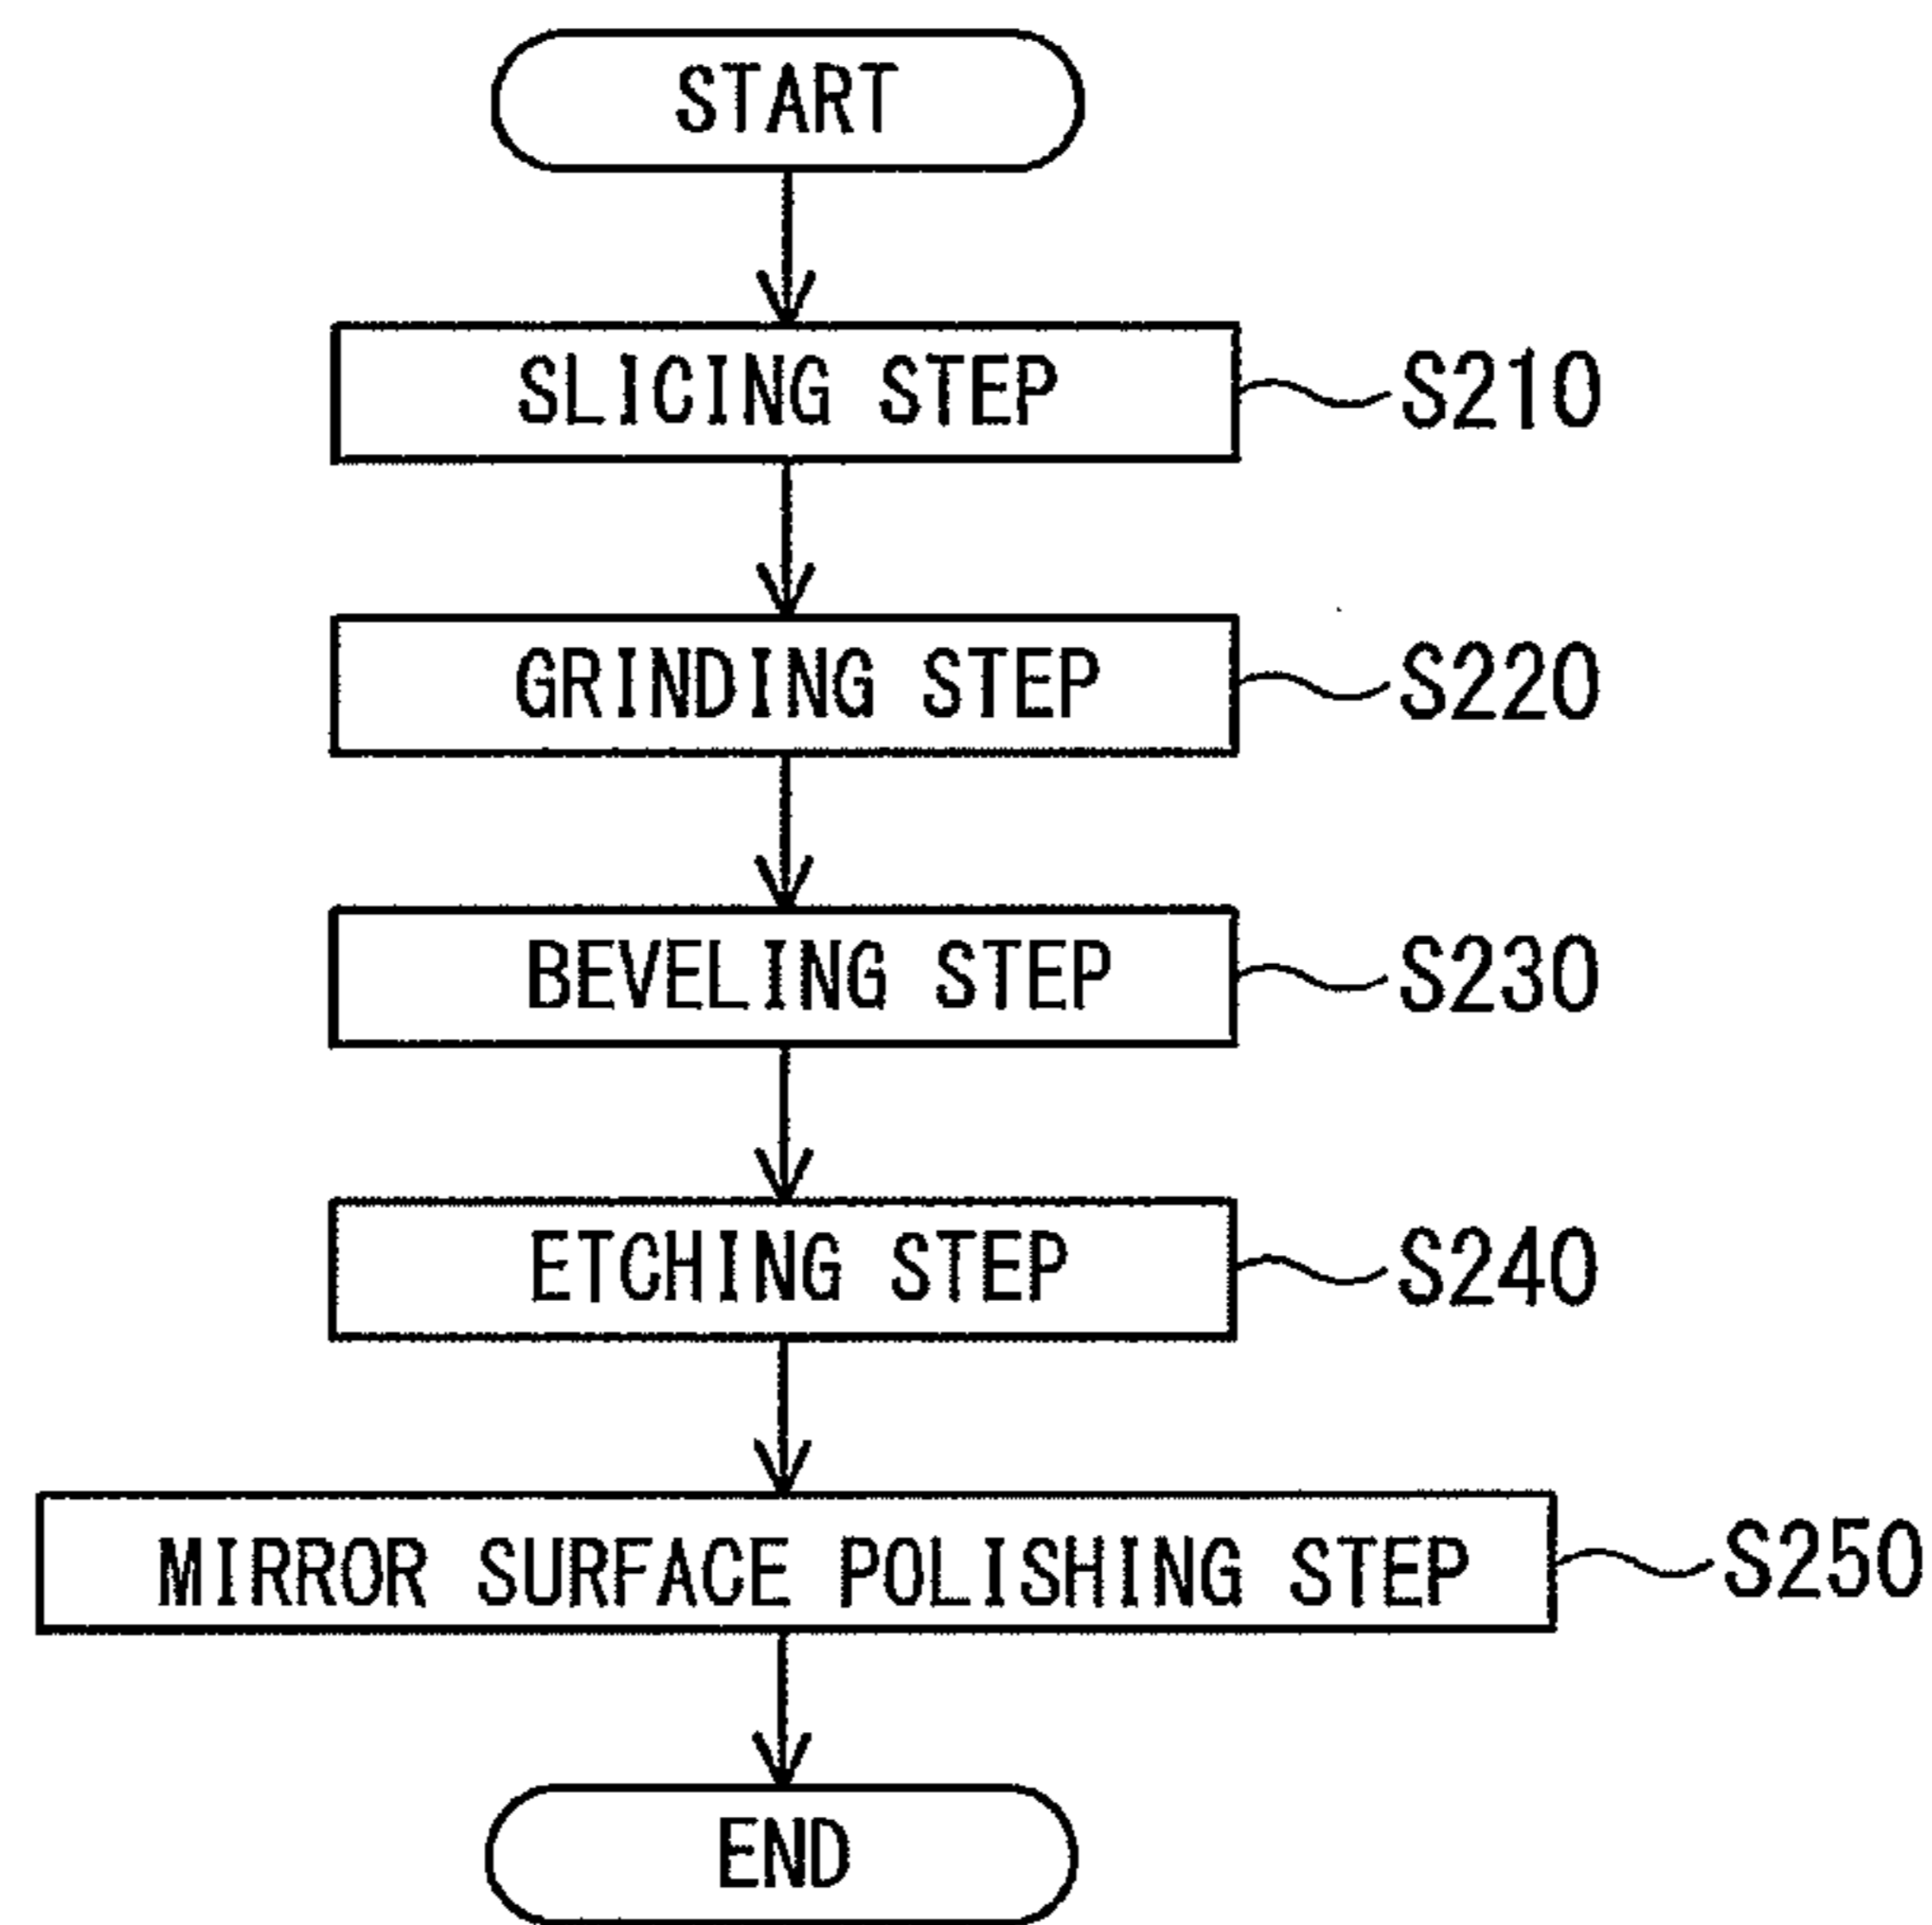 START
SLICING STEP S210
GRINDING STEP S220
BEVELING STEP S230
ETCHING STEP S240
MIRROR SURFACE POLISHING STEP S250
END